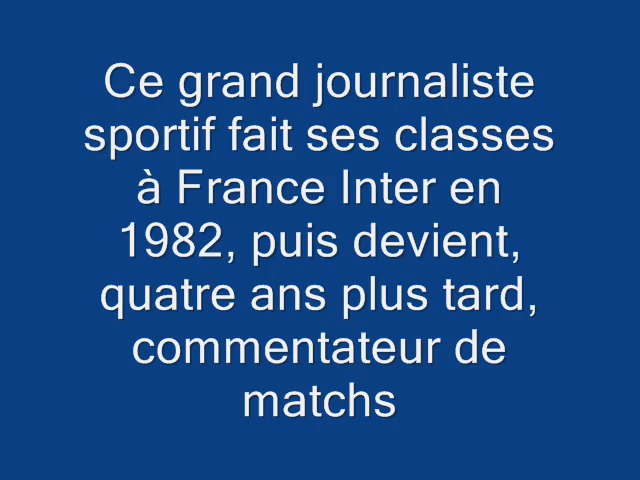 Ce grand journaliste
sportif fait ses classes
à France Inter en
1982, puis devient,
quatre ans plus tard,
commentateur de
matchs